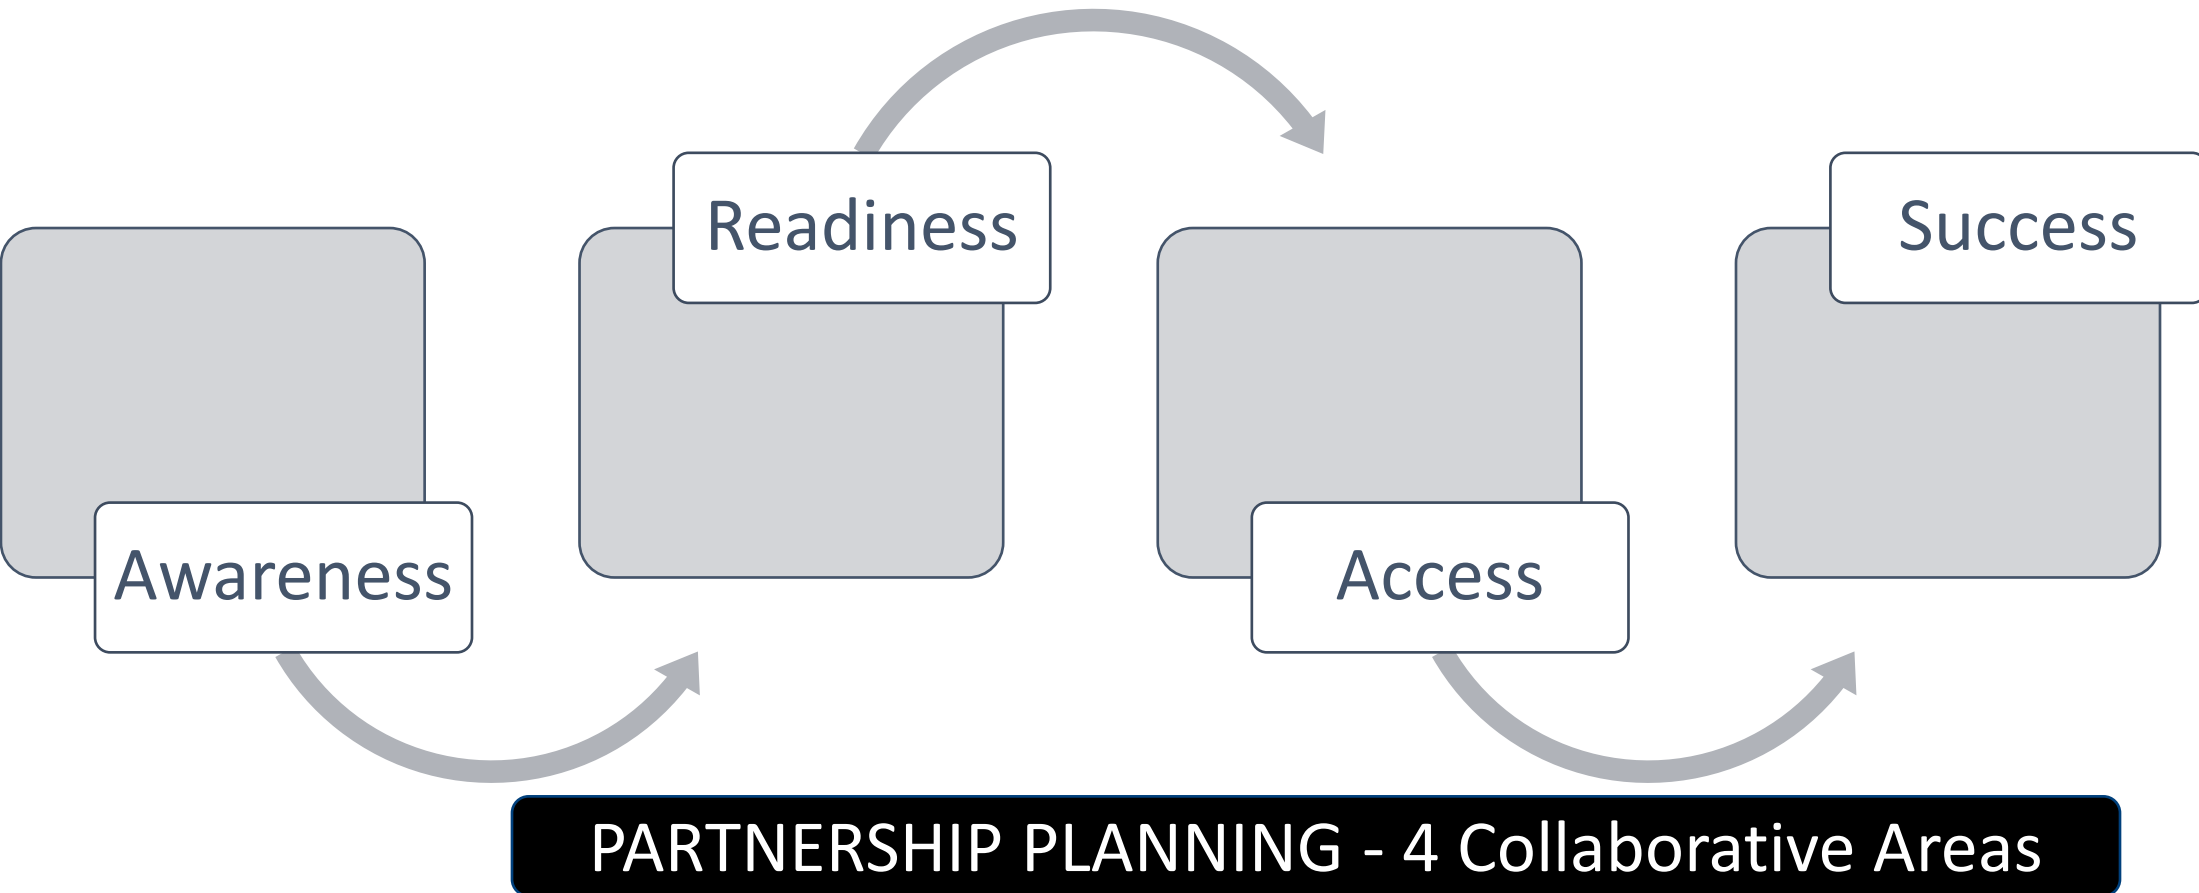 Awareness
Readiness
Access
Success
PARTNERSHIP PLANNING - 4 Collaborative Areas